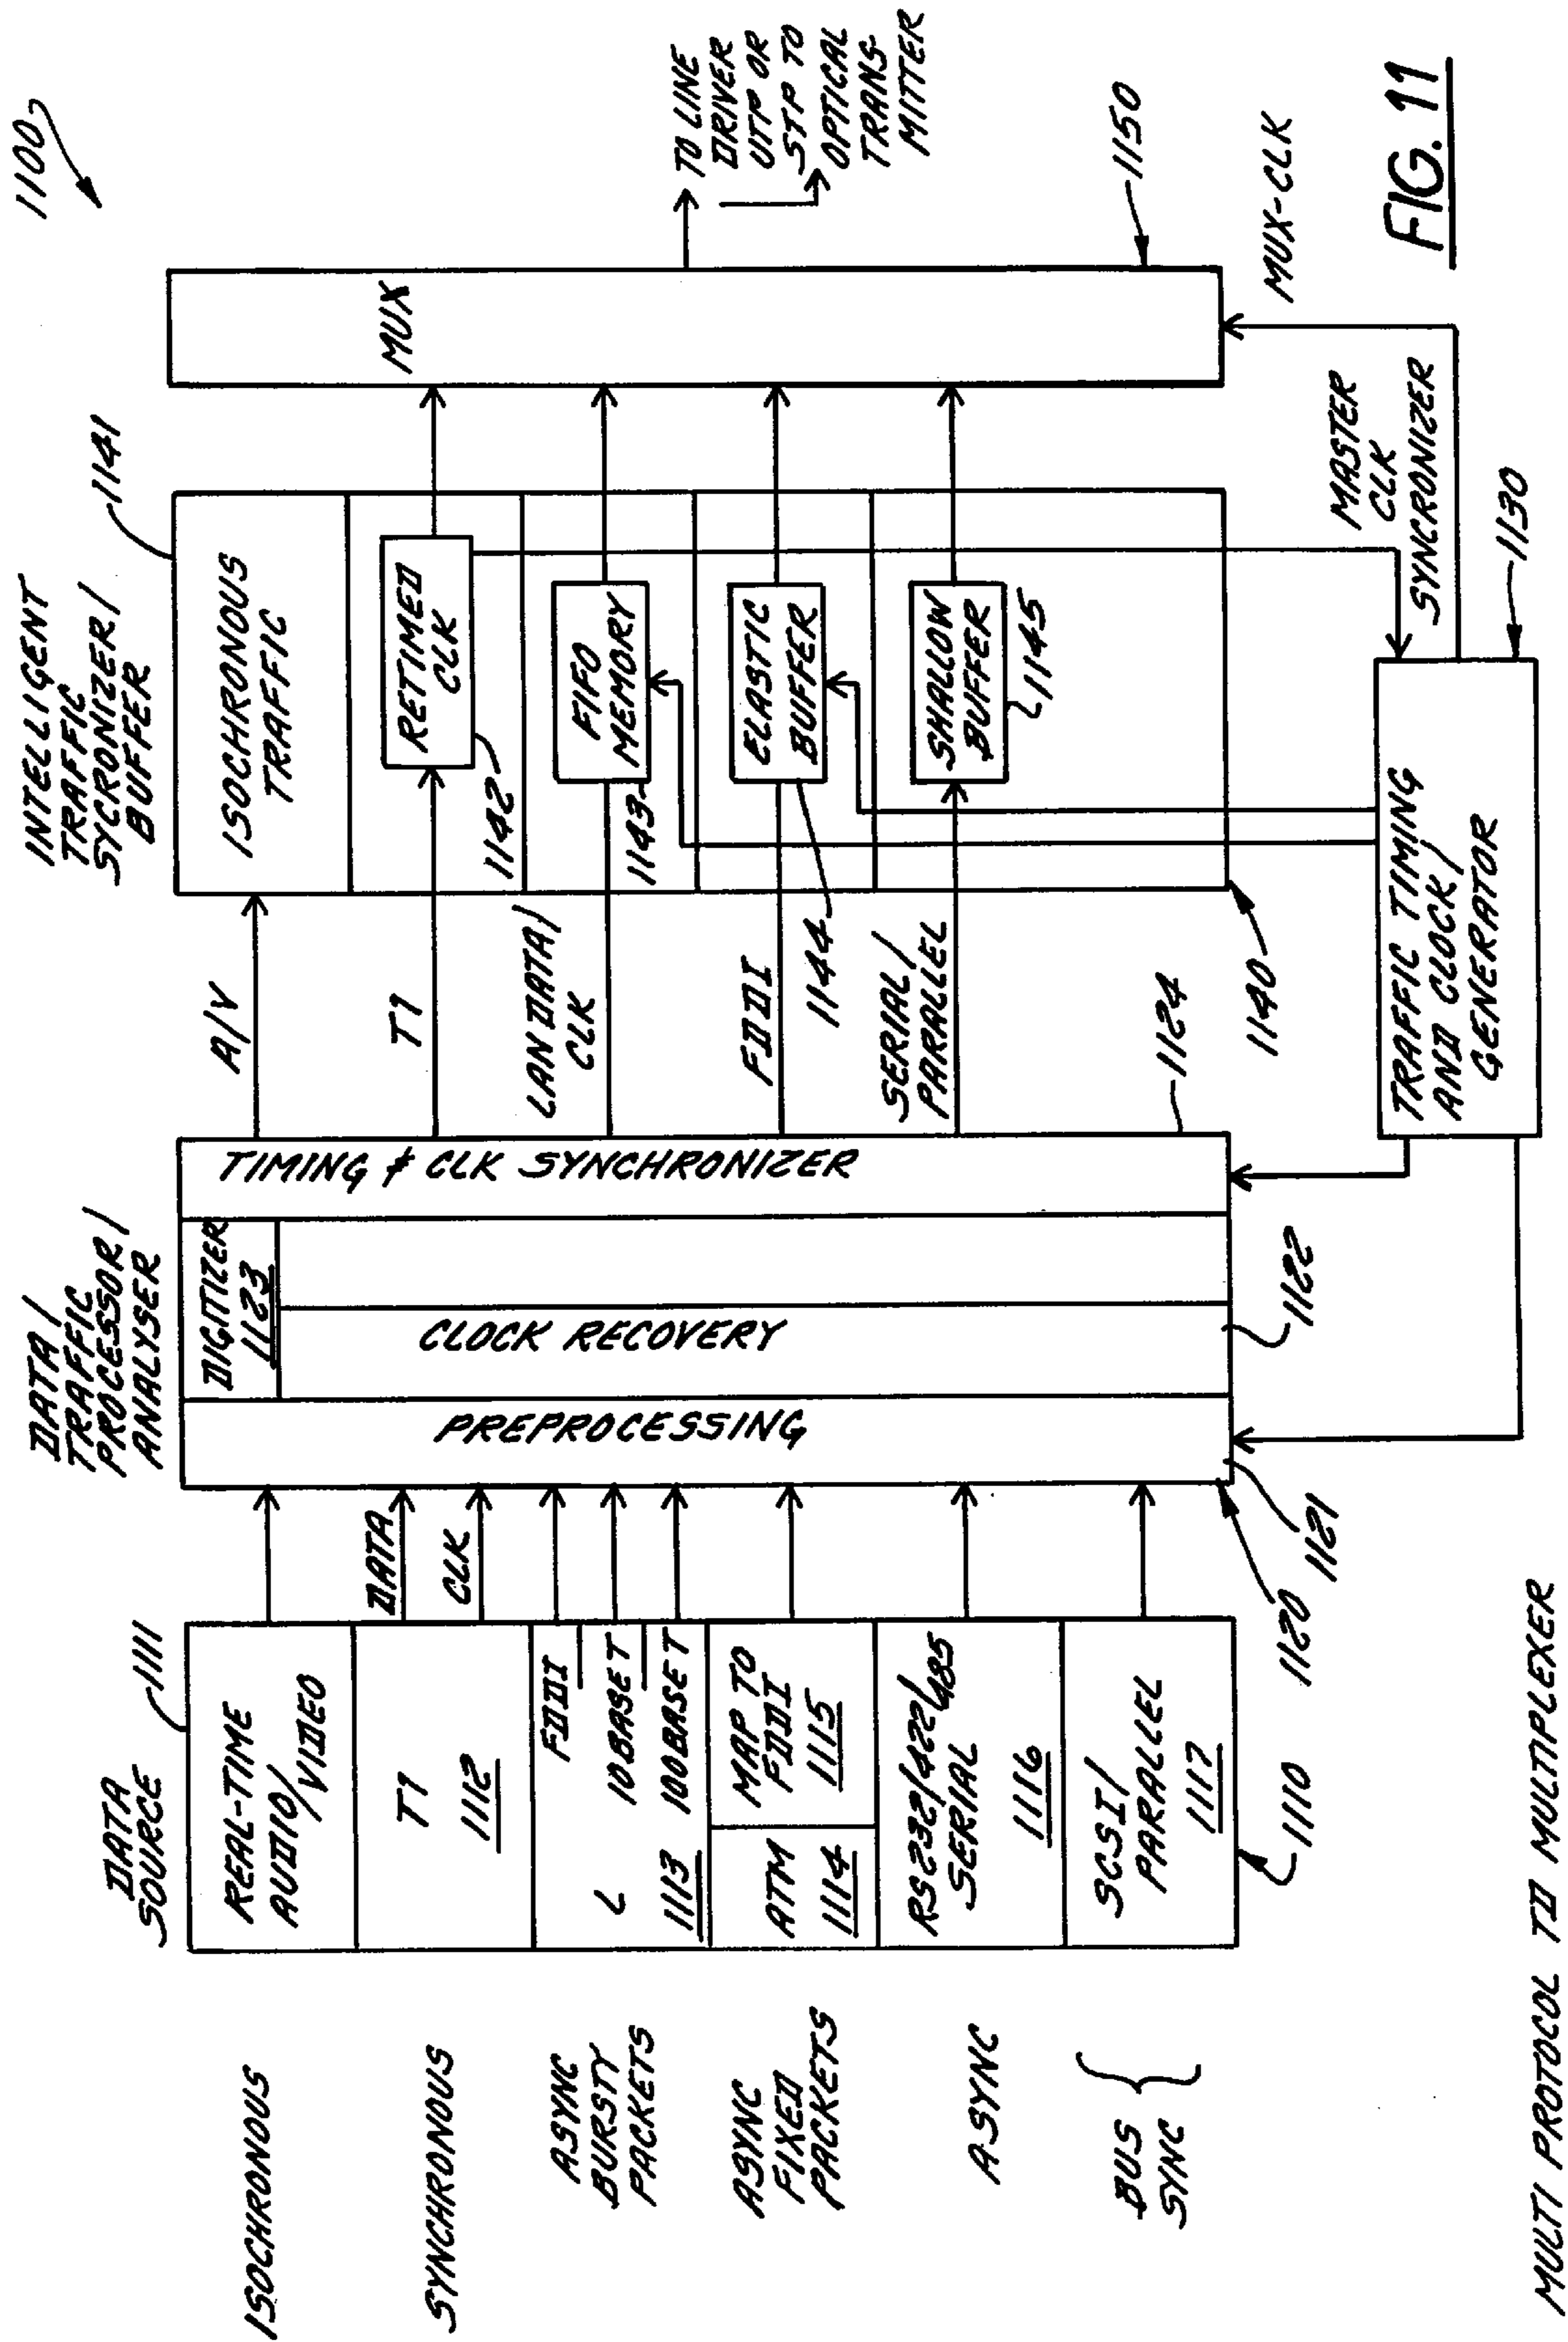 1100
ISOCHRONOUS
SYNCHRONOUS
ASYNC
BURSTY
PACKETS
ASYNC
FIXED
PACKETS
ASYNC
BUS
SYNC
DATA
SOURCE
1111
REAL-TIME
AUDIO/VIDEO
T1
1112
L
1113
FDDI
10BASET
100BASET
ATM
1114
MAP TO
FDDI
1115
RS232/422/485
SERIAL
1116
SCSI/
PARALLEL
1117
1110
DATA
CLK
DATA/
TRAFFIC
PROCESSOR/
ANALYSER
PREPROCESSING
DIGITIZER
1123
CLOCK RECOVERY
TIMING & CLK SYNCHRONIZER
1120
1121
1122
1124
A/V
T1
LAN DATA/
CLK
FDDI
SERIAL/
PARALLEL
INTELLIGENT
TRAFFIC
SYCRONIZER/
BUFFER
1141
ISOCHRONOUS
TRAFFIC
RETIMED
CLK
1142
FIFO
MEMORY
1143
ELASTIC
BUFFER
1144
SHALLOW
BUFFER
1145
1140
TRAFFIC TIMING
AND CLOCK/
GENERATOR
1130
MASTER
CLK
SYNCRONIZER
MUX
1150
MUX-CLK
TO LINE
DRIVER
UTP OR
STP TO
OPTICAL
TRANS-
MITTER
MULTI PROTOCOL TD MULTIPLEXER
FIG. 11